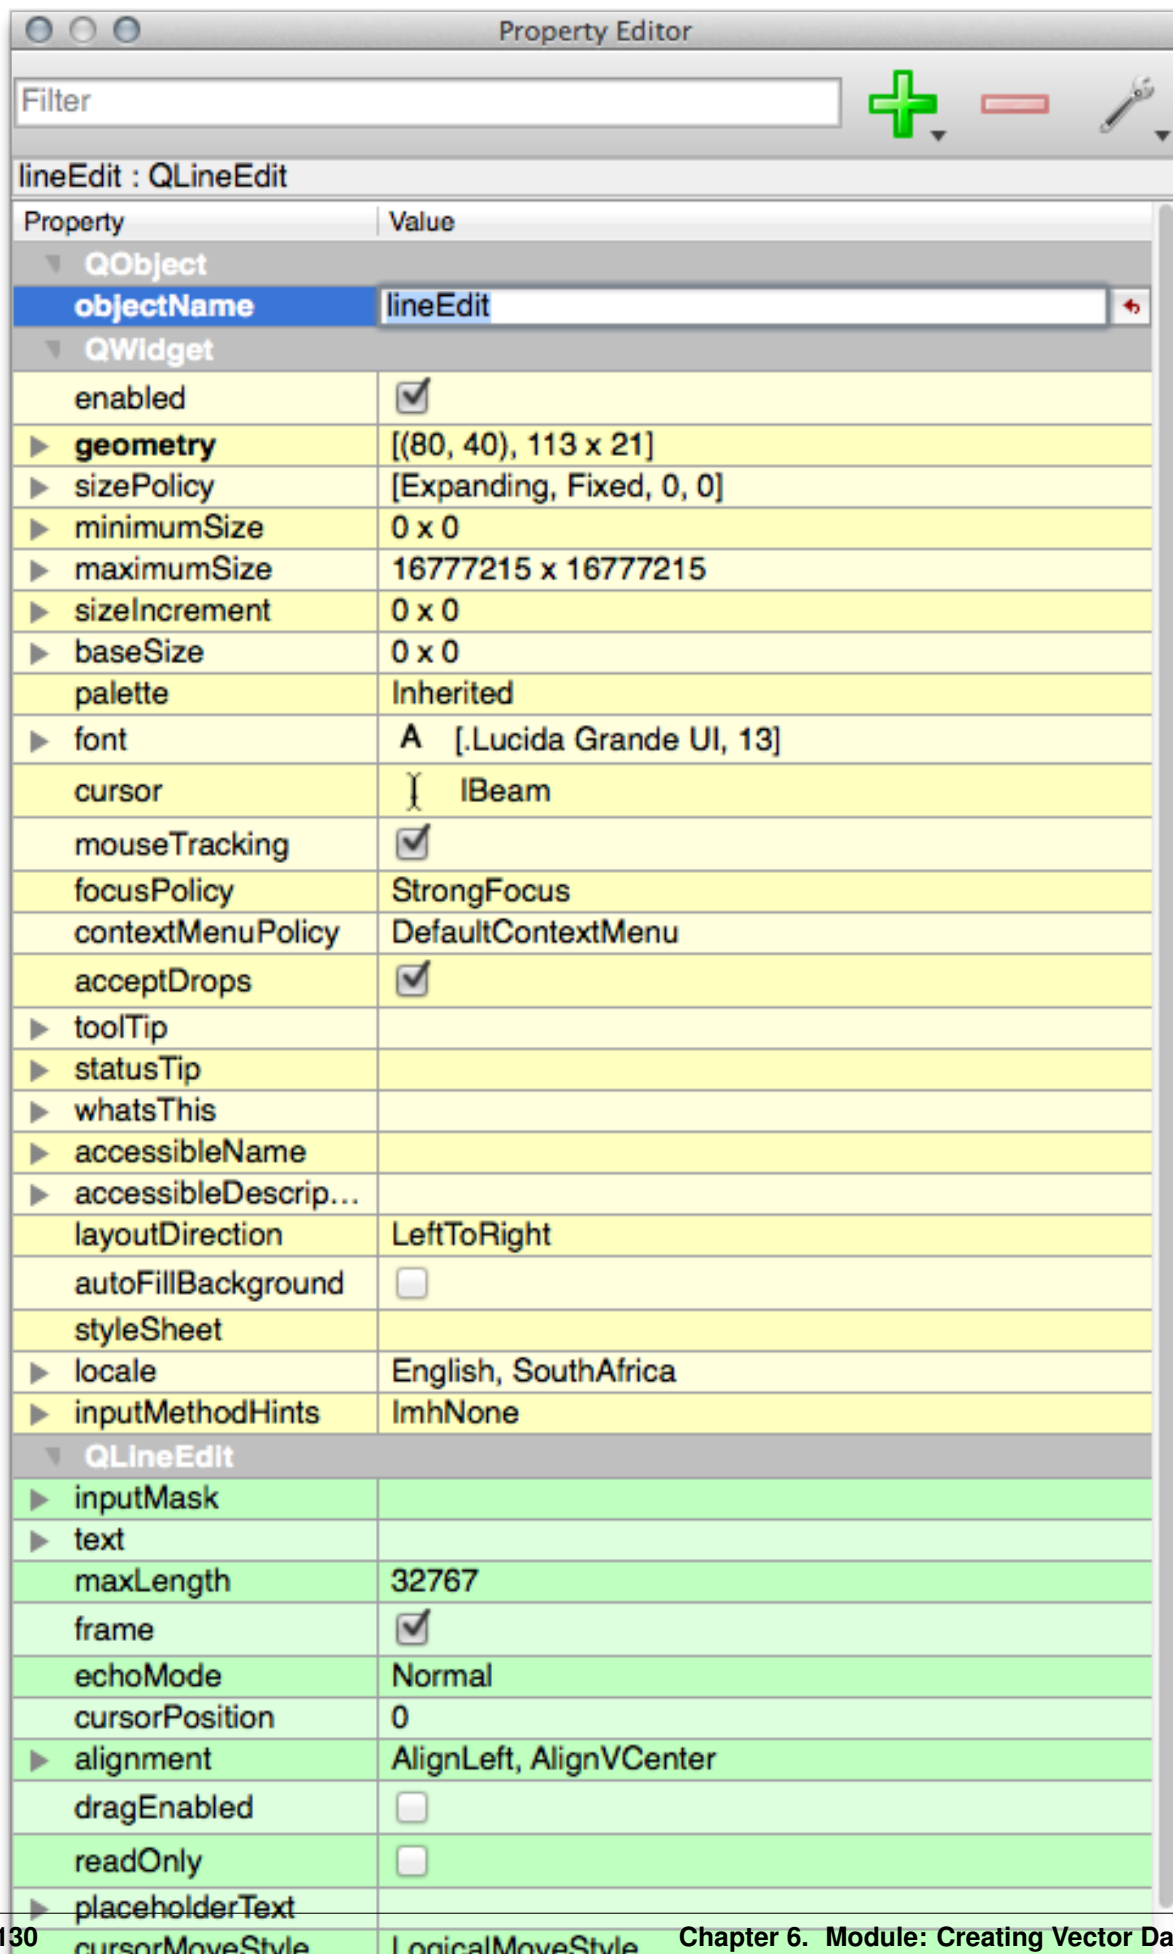 Property Editor
Filter
lineEdit : QLineEdit
Property Value
QObject
objectName lineEdit
QWidget
enabled
geometry [(80, 40), 113 x 21]
sizePolicy [Expanding, Fixed, 0, 0]
minimumSize 0 x 0
maximumSize 16777215 x 16777215
sizeIncrement 0 x 0
baseSize 0 x 0
palette Inherited
font A [.Lucida Grande UI, 13]
cursor IBeam
mouseTracking
focusPolicy StrongFocus
contextMenuPolicy DefaultContextMenu
acceptDrops
toolTip
statusTip
whatsThis
accessibleName
accessibleDescrip...
layoutDirection LeftToRight
autoFillBackground
styleSheet
locale English, SouthAfrica
inputMethodHints ImhNone
QLineEdit
inputMask
text
maxLength 32767
frame
echoMode Normal
cursorPosition 0
alignment AlignLeft, AlignVCenter
dragEnabled
readOnly
placeholderText
130 Chapter 6. Module: Creating Vector Da
cursorMoveStyle LogicalMoveStyle